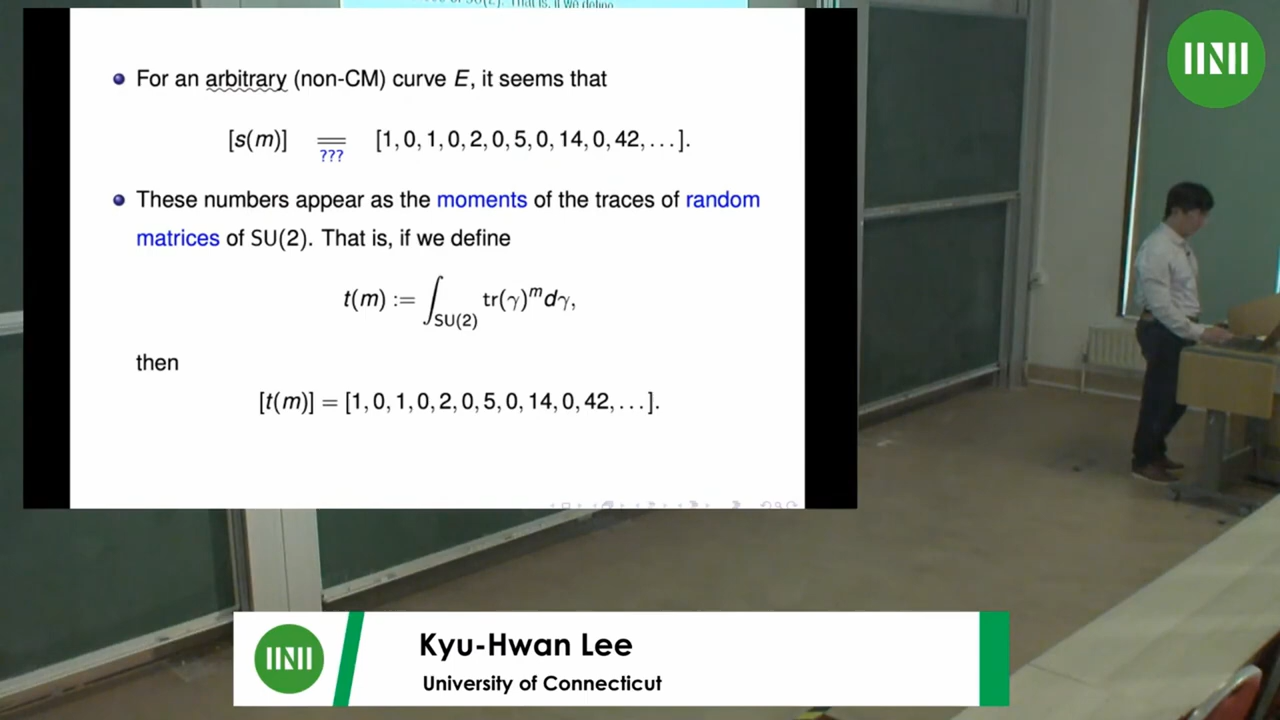 • For an arbitrary (non-CM) curve E, it seems that
[s(m)] == ??? [1, 0, 1, 0, 2, 0, 5, 0, 14, 0, 42, . . . ].
• These numbers appear as the moments of the traces of random
matrices of SU(2). That is, if we define
t(m) := ∫_SU(2) tr(γ)^m dγ,
then
[t(m)] = [1, 0, 1, 0, 2, 0, 5, 0, 14, 0, 42, . . . ].
Kyu-Hwan Lee
University of Connecticut